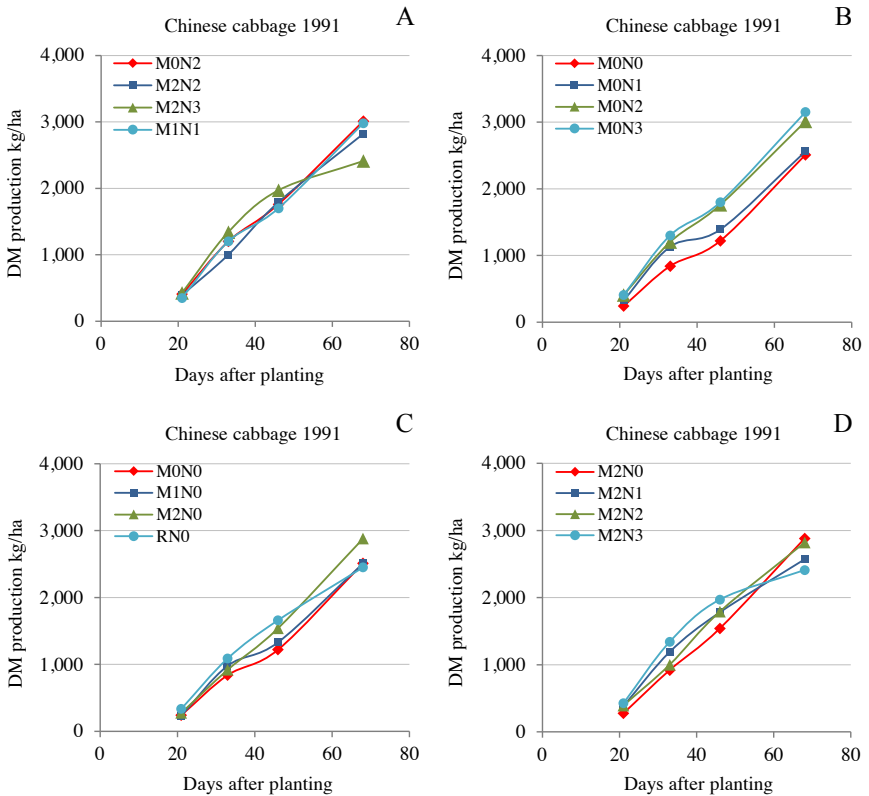 A
Chinese cabbage 1991
DM production kg/ha
4,000
3,000
2,000
1,000
0
M0N2
M2N2
M2N3
M1N1
0 20 40 60 80
Days after planting
B
Chinese cabbage 1991
DM production kg/ha
4,000
3,000
2,000
1,000
0
M0N0
M0N1
M0N2
M0N3
0 20 40 60 80
Days after planting
C
Chinese cabbage 1991
DM production kg/ha
4,000
3,000
2,000
1,000
0
M0N0
M1N0
M2N0
RN0
0 20 40 60 80
Days after planting
D
Chinese cabbage 1991
DM production kg/ha
4,000
3,000
2,000
1,000
0
M2N0
M2N1
M2N2
M2N3
0 20 40 60 80
Days after planting